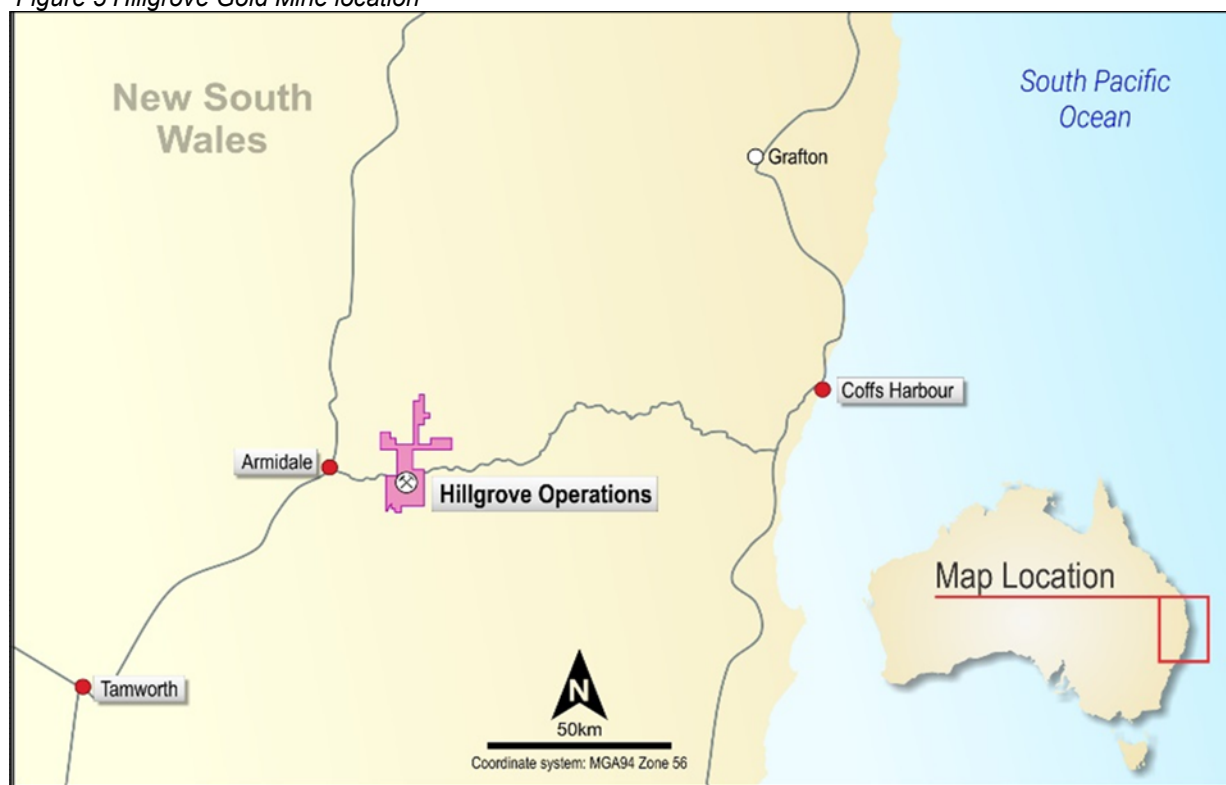 Figure 5 Hillgrove Gold Mine location
New South
Wales
South Pacific
Ocean
Grafton
Coffs Harbour
Armidale
Hillgrove Operations
Map Location
Tamworth
N
50km
Coordinate system: MGA94 Zone 56